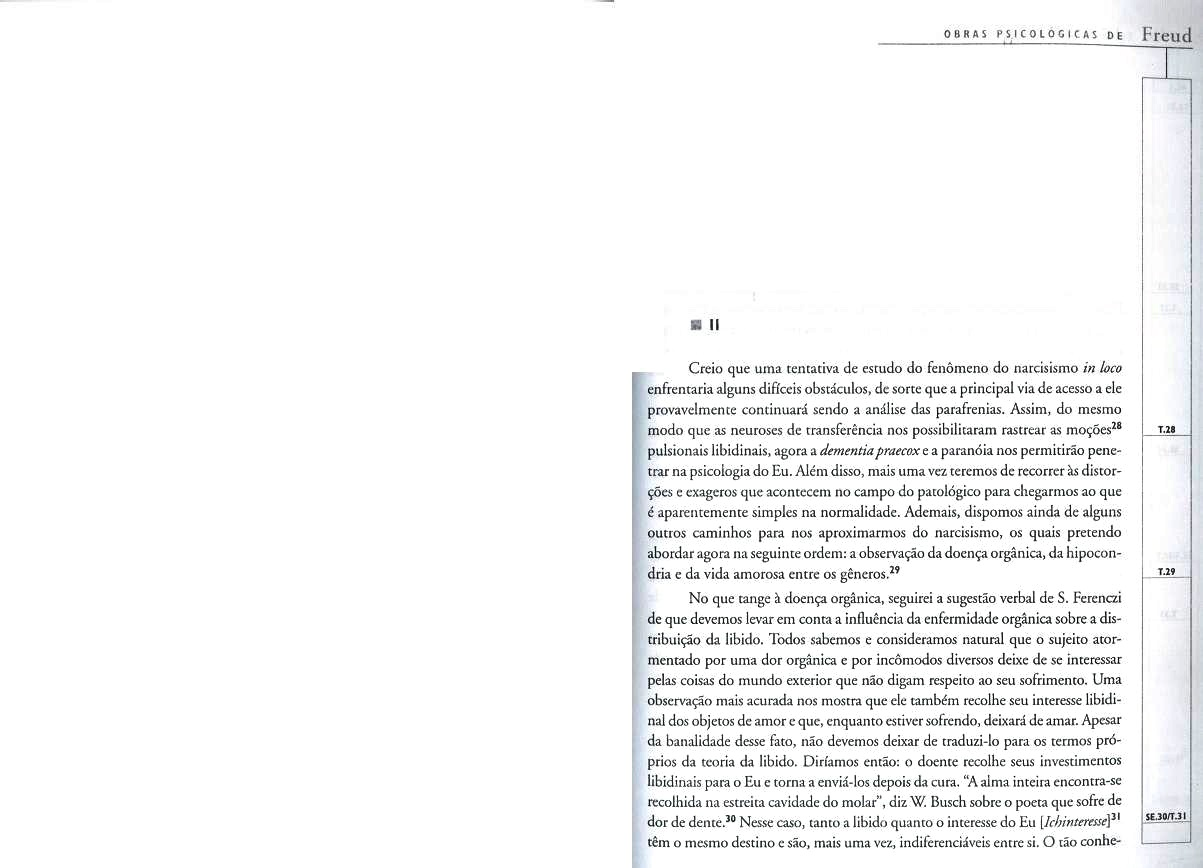 OBRAS PSICOLÓGICAS DE Freud
II
Creio que uma tentativa de estudo do fenômeno do narcisismo in loco
enfrentaria alguns difíceis obstáculos, de sorte que a principal via de acesso a ele
provavelmente continuará sendo a análise das parafrenias. Assim, do mesmo
modo que as neuroses de transferência nos possibilitaram rastrear as moções28
pulsionais libidinais, agora a dementia praecox e a paranóia nos permitirão pene-
trar na psicologia do Eu. Além disso, mais uma vez teremos de recorrer às distor-
ções e exageros que acontecem no campo do patológico para chegarmos ao que
é aparentemente simples na normalidade. Ademais, dispomos ainda de alguns
outros caminhos para nos aproximarmos do narcisismo, os quais pretendo
abordar agora na seguinte ordem: a observação da doença orgânica, da hipocon-
dria e da vida amorosa entre os gêneros.29
No que tange à doença orgânica, seguirei a sugestão verbal de S. Ferenczi
de que devemos levar em conta a influência da enfermidade orgânica sobre a dis-
tribuição da libido. Todos sabemos e consideramos natural que o sujeito ator-
mentado por uma dor orgânica e por incômodos diversos deixe de se interessar
pelas coisas do mundo exterior que não digam respeito ao seu sofrimento. Uma
observação mais acurada nos mostra que ele também recolhe seu interesse libidi-
nal dos objetos de amor e que, enquanto estiver sofrendo, deixará de amar. Apesar
da banalidade desse fato, não devemos deixar de traduzi-lo para os termos pró-
prios da teoria da libido. Diríamos então: o doente recolhe seus investimentos
libidinais para o Eu e torna a enviá-los depois da cura. “A alma inteira encontra-se
recolhida na estreita cavidade do molar”, diz W. Busch sobre o poeta que sofre de
dor de dente.30 Nesse caso, tanto a libido quanto o interesse do Eu [Ichinteresse]31
têm o mesmo destino e são, mais uma vez, indiferenciáveis entre si. O tão conhe-
T.28
T.29
SE.30/T.31